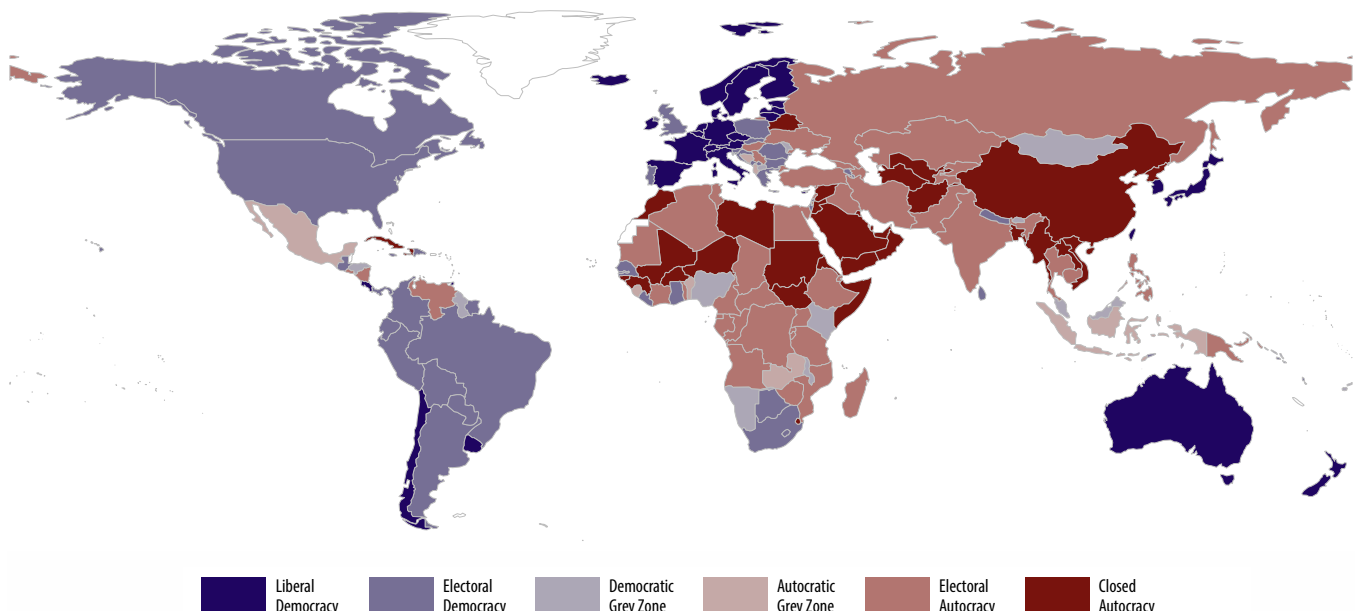 Liberal
Democracy
Electoral
Democracy
Democratic
Grey Zone
Autocratic
Grey Zone
Electoral
Autocracy
Closed
Autocracy